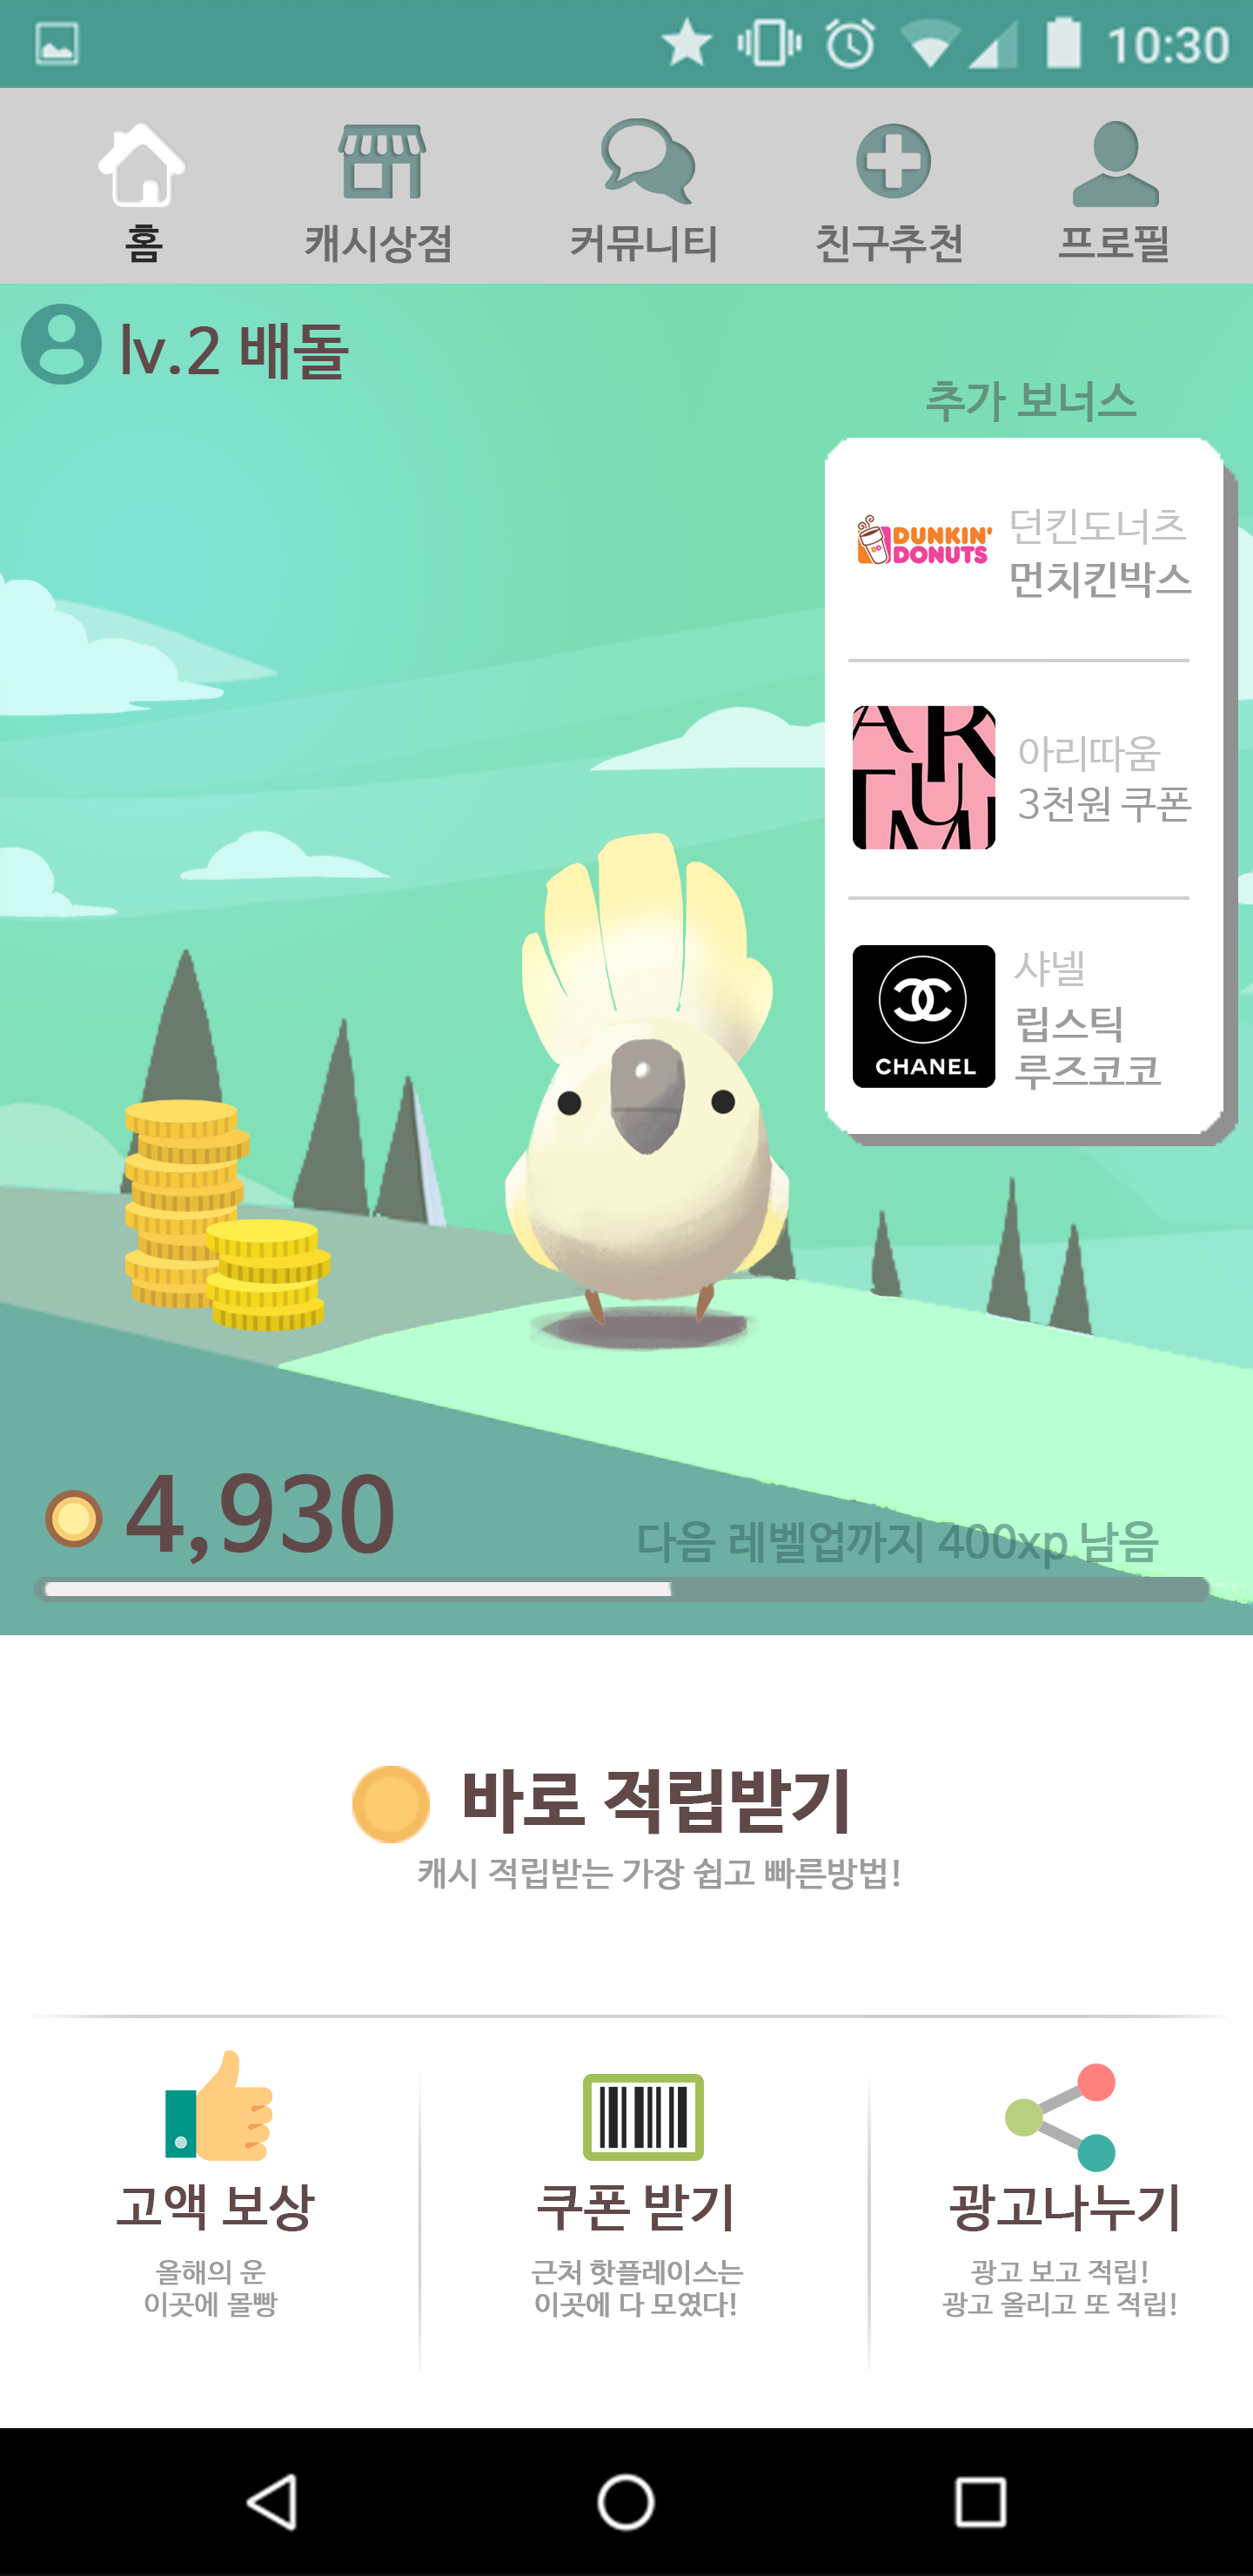 10:30
홈 캐시상점 커뮤니티 친구추천 프로필
lv.2 배돌
추가 보너스
DUNKIN'
DONUTS
던킨도너츠
먼치킨박스
AR
TU
M
아리따움
3천원 쿠폰
CHANEL
샤넬
립스틱
루즈코코
4,930
다음 레벨업까지 400xp 남음
바로 적립받기
캐시 적립받는 가장 쉽고 빠른방법!
고액 보상
올해의 운
이곳에 몰빵
쿠폰 받기
근처 핫플레이스는
이곳에 다 모였다!
광고나누기
광고 보고 적립!
광고 올리고 또 적립!